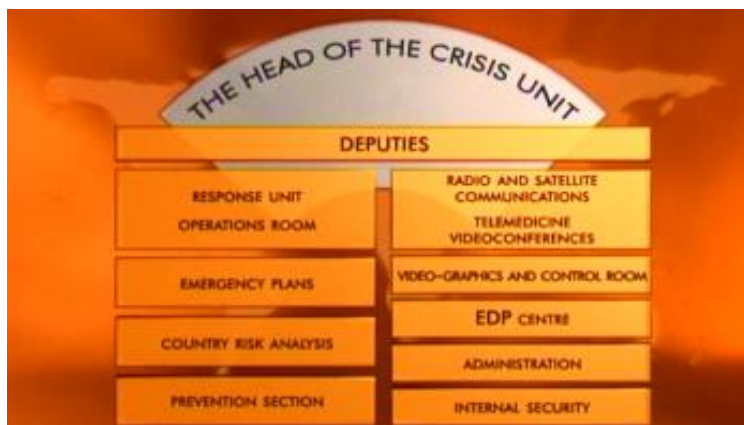 THE HEAD OF THE CRISIS UNIT
DEPUTIES
RESPONSE UNIT
OPERATIONS ROOM
EMERGENCY PLANS
COUNTRY RISK ANALYSIS
PREVENTION SECTION
RADIO AND SATELLITE
COMMUNICATIONS
TELEMEDICINE
VIDEOCONFERENCES
VIDEO-GRAPHICS AND CONTROL ROOM
EDP CENTRE
ADMINISTRATION
INTERNAL SECURITY